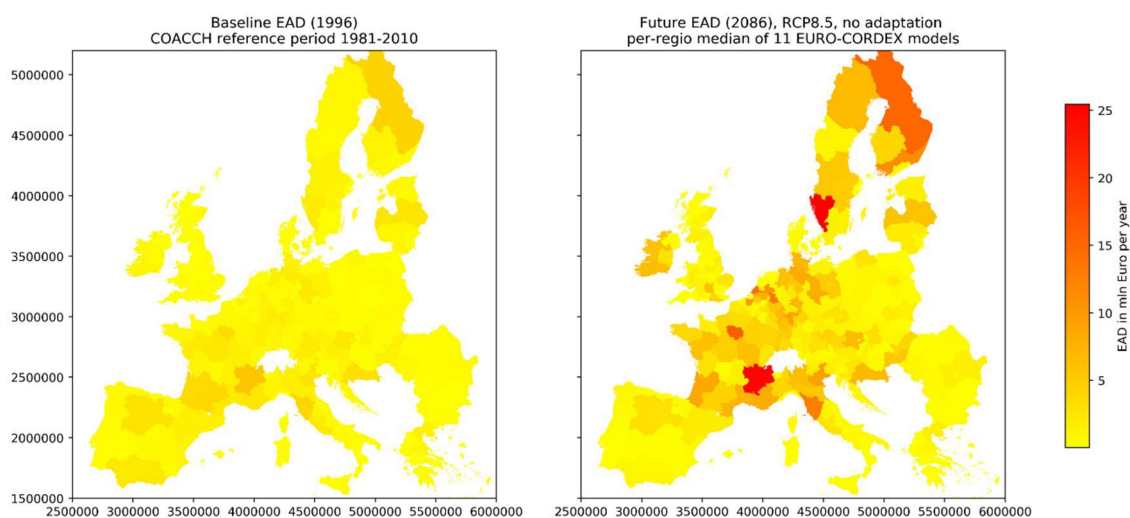 Baseline EAD (1996)
COACCH reference period 1981-2010
5000000
4500000
4000000
3500000
3000000
2500000
2000000
1500000
2500000 3000000 3500000 4000000 4500000 5000000 5500000 6000000
Future EAD (2086), RCP8.5, no adaptation
per-regio median of 11 EURO-CORDEX models
2500000 3000000 3500000 4000000 4500000 5000000 5500000 6000000
25
20
15
10
5
EAD in mln Euro per year